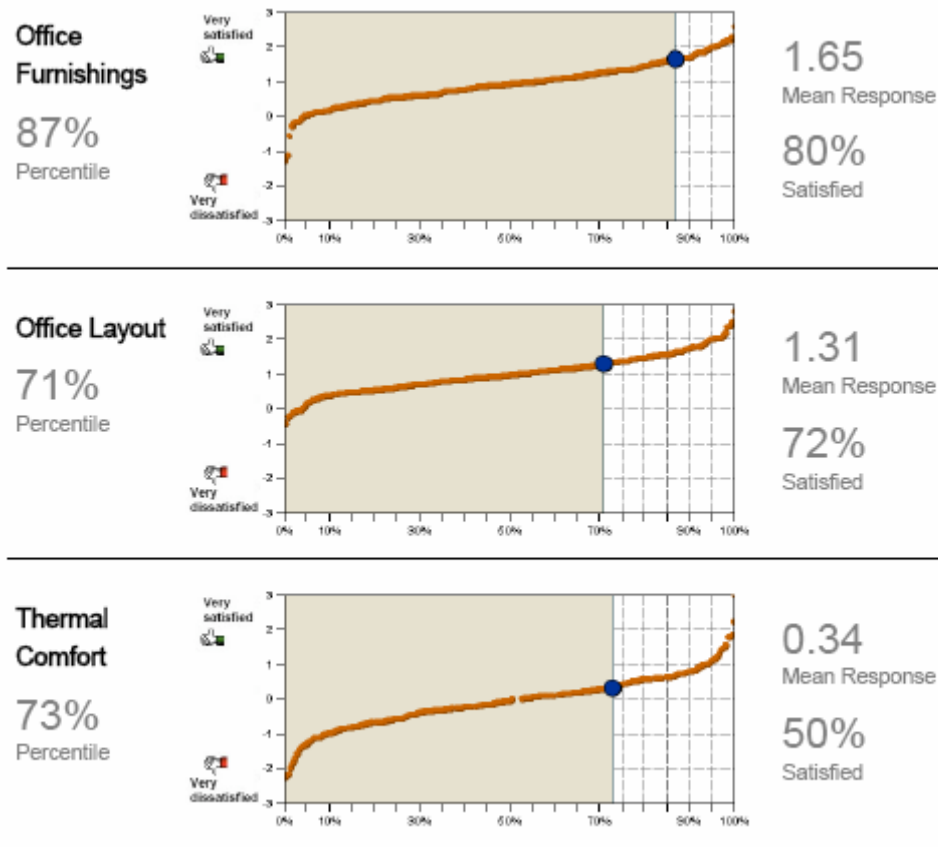 Office
Furnishings
87%
Percentile
Very
satisfied
Very
dissatisfied
3
2
1
0
-1
-2
-3
0%
10%
30%
50%
70%
90%
100%
1.65
Mean Response
80%
Satisfied
Office Layout
71%
Percentile
Very
satisfied
Very
dissatisfied
3
2
1
0
-1
-2
-3
0%
10%
30%
50%
70%
90%
100%
1.31
Mean Response
72%
Satisfied
Thermal
Comfort
73%
Percentile
Very
satisfied
Very
dissatisfied
3
2
1
0
-1
-2
-3
0%
10%
30%
50%
70%
90%
100%
0.34
Mean Response
50%
Satisfied